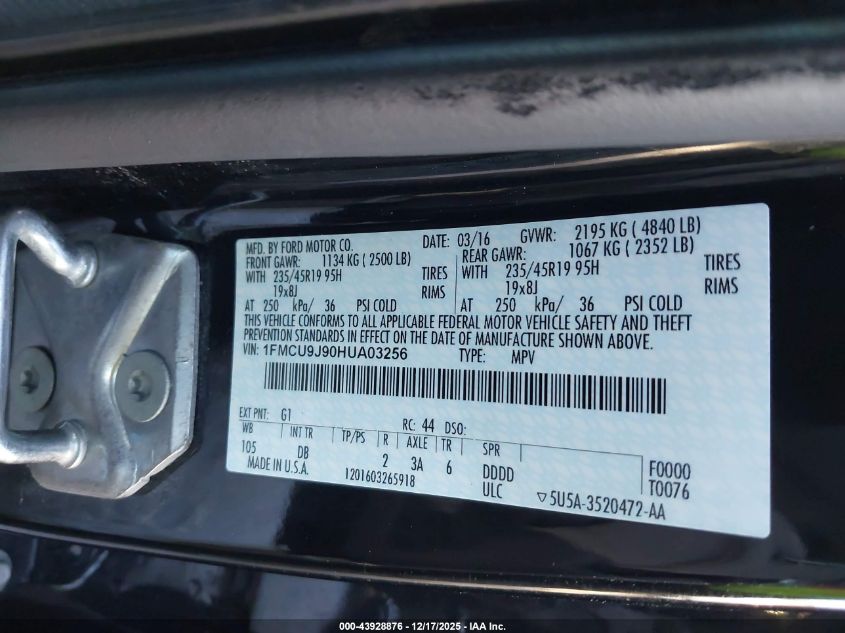 MFD. BY FORD MOTOR CO. DATE: 03/16 GVWR: 2195 KG ( 4840 LB)
FRONT GAWR: 1134 KG ( 2500 LB) REAR GAWR: 1067 KG ( 2352 LB)
WITH 235/45R19 95H TIRES WITH 235/45R19 95H TIRES
19x8J RIMS 19x8J RIMS
AT 250 kPa/ 36 PSI COLD AT 250 kPa/ 36 PSI COLD
THIS VEHICLE CONFORMS TO ALL APPLICABLE FEDERAL MOTOR VEHICLE SAFETY AND THEFT
PREVENTION STANDARDS IN EFFECT ON THE DATE OF MANUFACTURE SHOWN ABOVE.
VIN: 1FMCU9J90HUA03256 TYPE: MPV
EXT PNT: G1 RC: 44 DSO:
WB INT TR TP/PS R AXLE TR SPR
105 DB 2 3A 6 DDDD F0000
MADE IN U.S.A. 1201603265918 ULC T0076
▽5U5A-3520472-AA
000-43928876 / 12/17/2025 - IAA Inc.